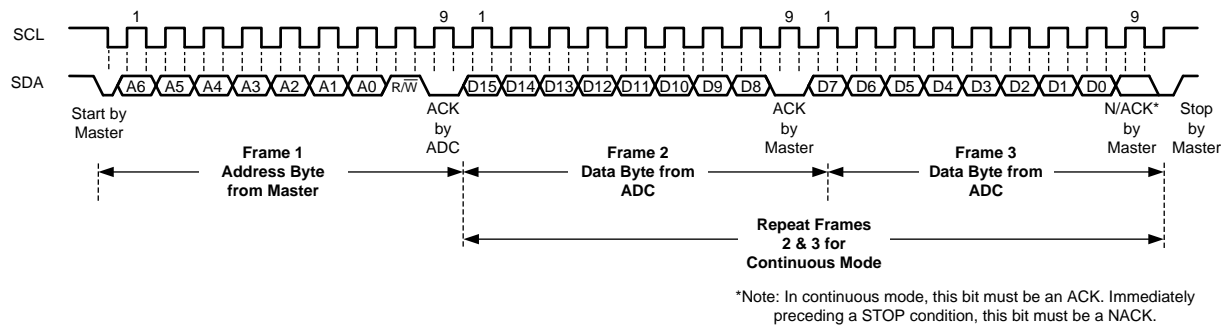 1 9 1 9 1 9
SCL
SDA
A6 A5 A4 A3 A2 A1 A0 R/W D15 D14 D13 D12 D11 D10 D9 D8 D7 D6 D5 D4 D3 D2 D1 D0
Start by
Master
ACK
by
ADC
ACK
by
Master
N/ACK*
by
Master
Stop
by
Master
Frame 1
Address Byte
from Master
Frame 2
Data Byte from
ADC
Frame 3
Data Byte from
ADC
Repeat Frames
2 & 3 for
Continuous Mode
*Note: In continuous mode, this bit must be an ACK. Immediately
preceding a STOP condition, this bit must be a NACK.